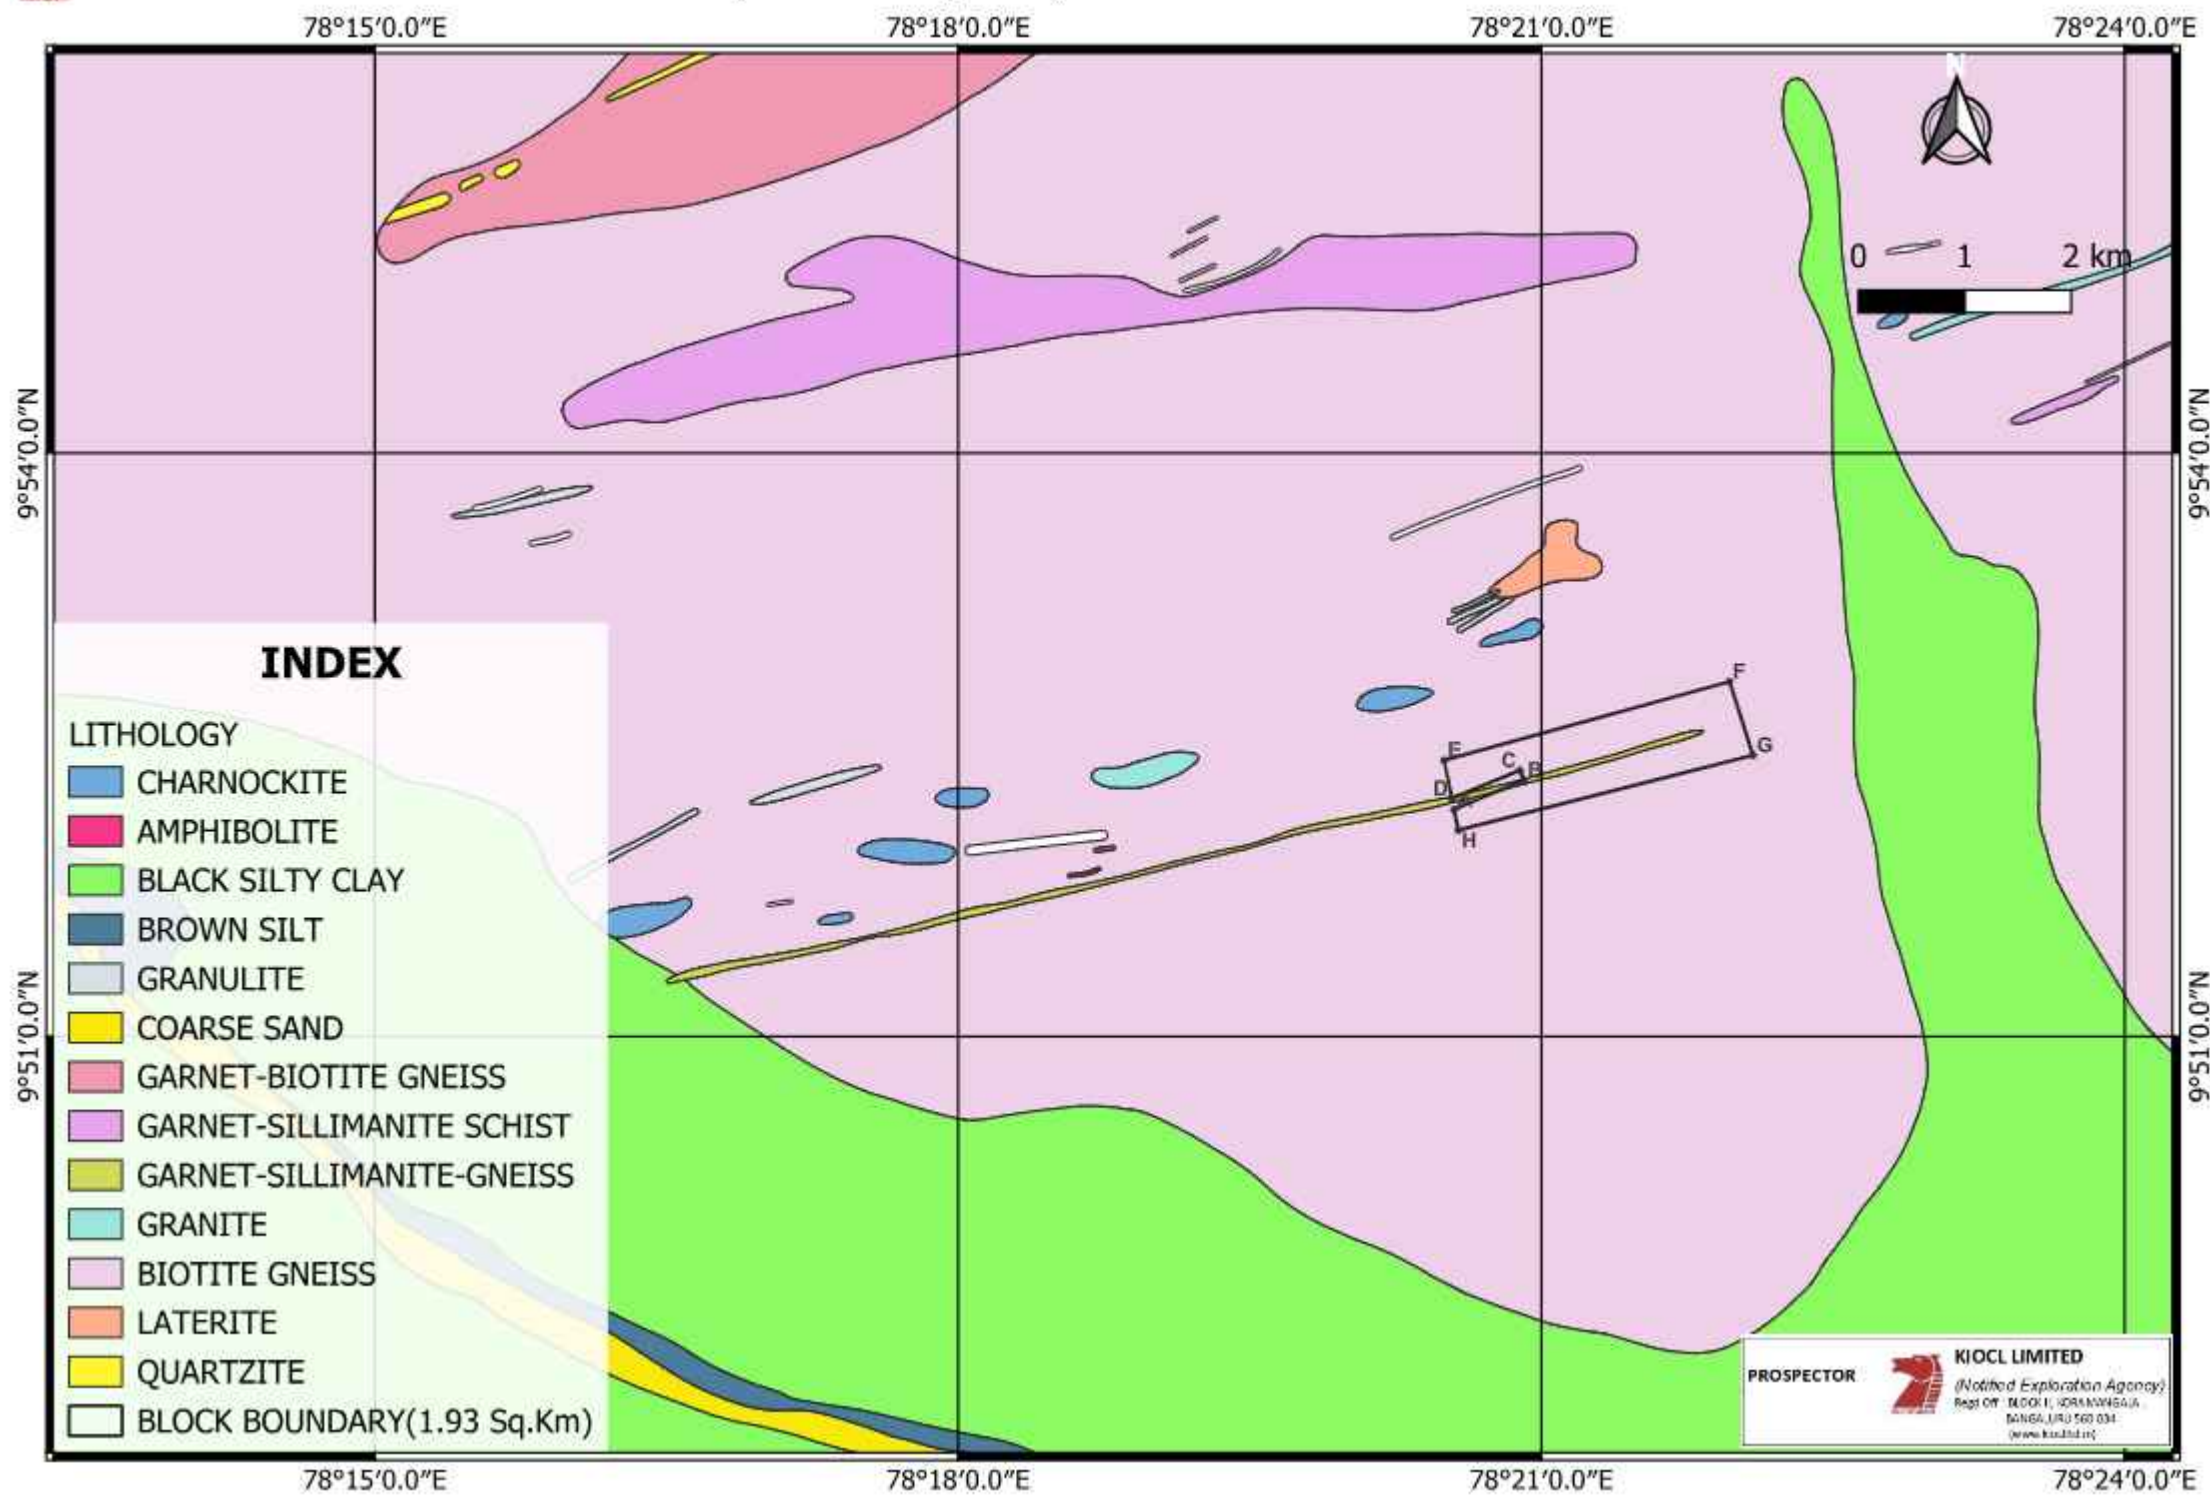 78°15′0.0″E 78°18′0.0″E 78°21′0.0″E 78°24′0.0″E
N
0 1 2 km
9°54′0.0″N 9°54′0.0″N
F
E
C
B
G
D
A
H
INDEX
LITHOLOGY
CHARNOCKITE
AMPHIBOLITE
BLACK SILTY CLAY
BROWN SILT
GRANULITE
COARSE SAND
GARNET-BIOTITE GNEISS
GARNET-SILLIMANITE SCHIST
GARNET-SILLIMANITE-GNEISS
GRANITE
BIOTITE GNEISS
LATERITE
QUARTZITE
BLOCK BOUNDARY(1.93 Sq.Km)
9°51′0.0″N 9°51′0.0″N
PROSPECTOR
KIOCL LIMITED
(Notified Exploration Agency)
BANGALURU 560 034
78°15′0.0″E 78°18′0.0″E 78°21′0.0″E 78°24′0.0″E